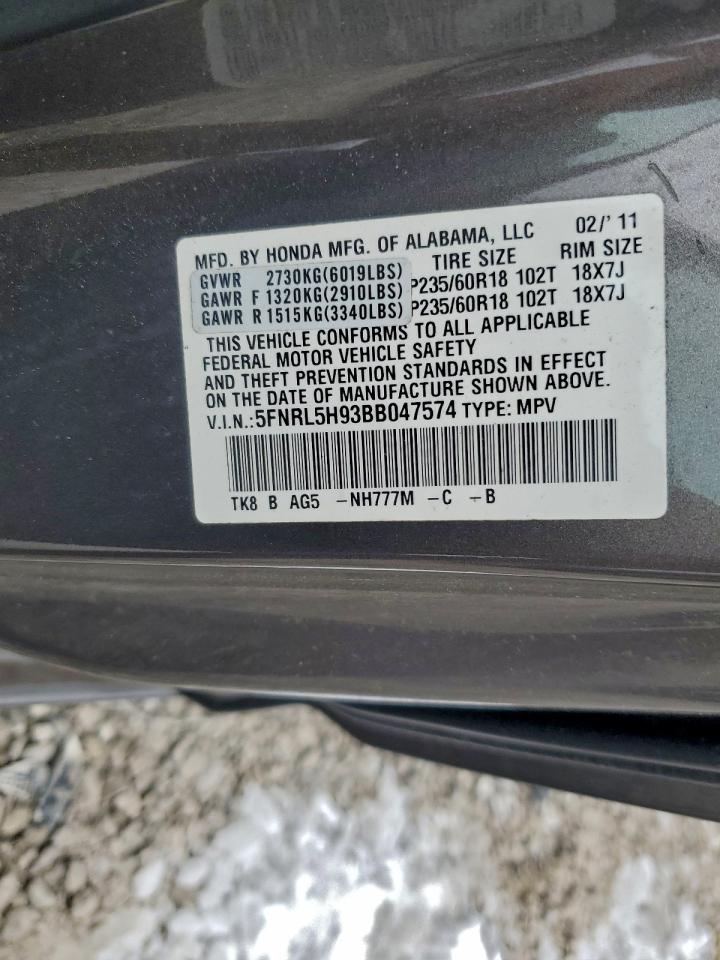 MFD. BY HONDA MFG. OF ALABAMA, LLC 02/'11
TIRE SIZE RIM SIZE
GVWR 2730KG(6019LBS)
GAWR F 1320KG(2910LBS) P235/60R18 102T 18X7J
GAWR R 1515KG(3340LBS) P235/60R18 102T 18X7J
THIS VEHICLE CONFORMS TO ALL APPLICABLE
FEDERAL MOTOR VEHICLE SAFETY
AND THEFT PREVENTION STANDARDS IN EFFECT
ON THE DATE OF MANUFACTURE SHOWN ABOVE.
V.I.N.:5FNRL5H93BB047574 TYPE: MPV
TK8 B AG5 -NH777M -C -B